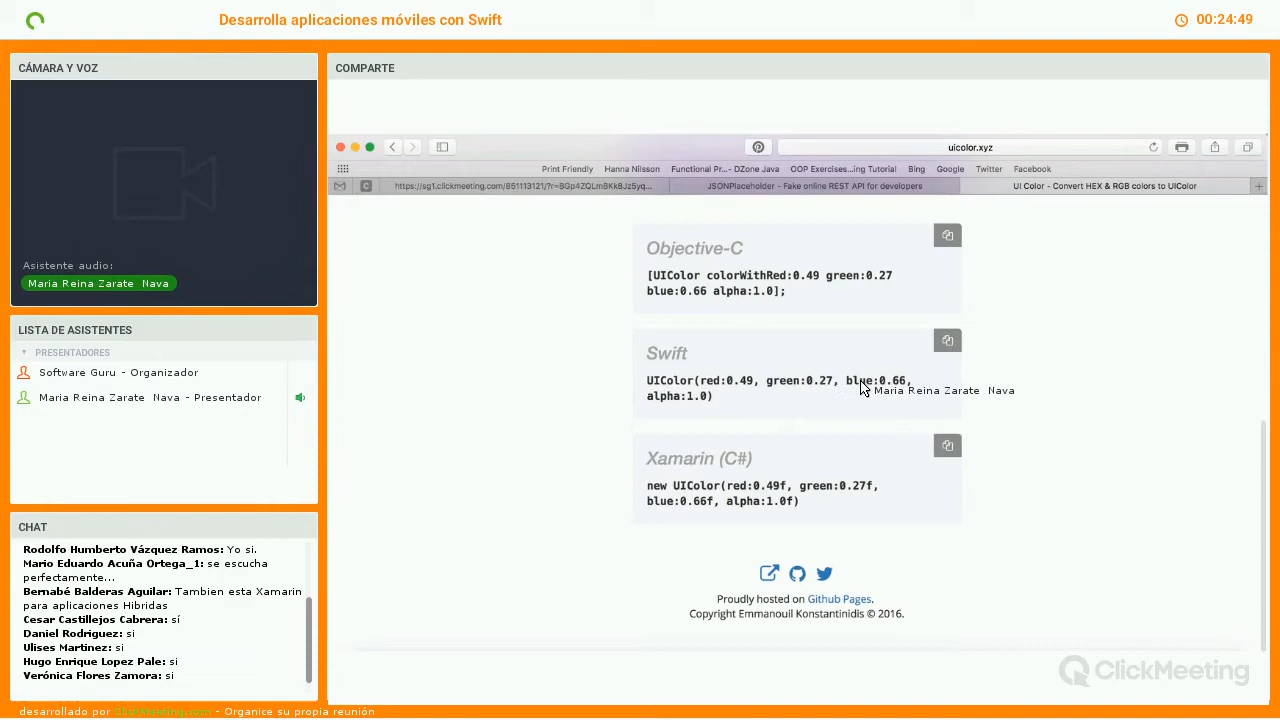 Desarrolla aplicaciones móviles con Swift
00:24:49
CÁMARA Y VOZ
Asistente audio:
Maria Reina Zarate Nava
LISTA DE ASISTENTES
PRESENTADORES
Software Guru - Organizador
Maria Reina Zarate Nava - Presentador
CHAT
Rodolfo Humberto Vázquez Ramos: Yo si.
Mario Eduardo Acuña Ortega_1: se escucha
perfectamente...
Bernabé Balderas Aguilar: Tambien esta Xamarin
para aplicaciones Hibridas
Cesar Castillejos Cabrera: sí
Daniel Rodriguez: si
Ulises Martinez: si
Hugo Enrique Lopez Pale: si
Verónica Flores Zamora: si
COMPARTE
uicolor.xyz
Print Friendly Hanna Nilsson Functional Pr...- DZone Java OOP Exercises...ing Tutorial Bing Google Twitter Facebook
JSONPlaceholder - Fake online REST API for developers
UI Color - Convert HEX & RGB colors to UIColor
Objective-C
[UIColor colorWithRed:0.49 green:0.27
blue:0.66 alpha:1.0];
Swift
UIColor(red:0.49, green:0.27, blue:0.66,
alpha:1.0)
Maria Reina Zarate Nava
Xamarin (C#)
new UIColor(red:0.49f, green:0.27f,
blue:0.66f, alpha:1.0f)
Proudly hosted on Github Pages.
Copyright Emmanouil Konstantinidis © 2016.
ClickMeeting
desarrollado por ClickMeeting.com - Organice su propia reunión